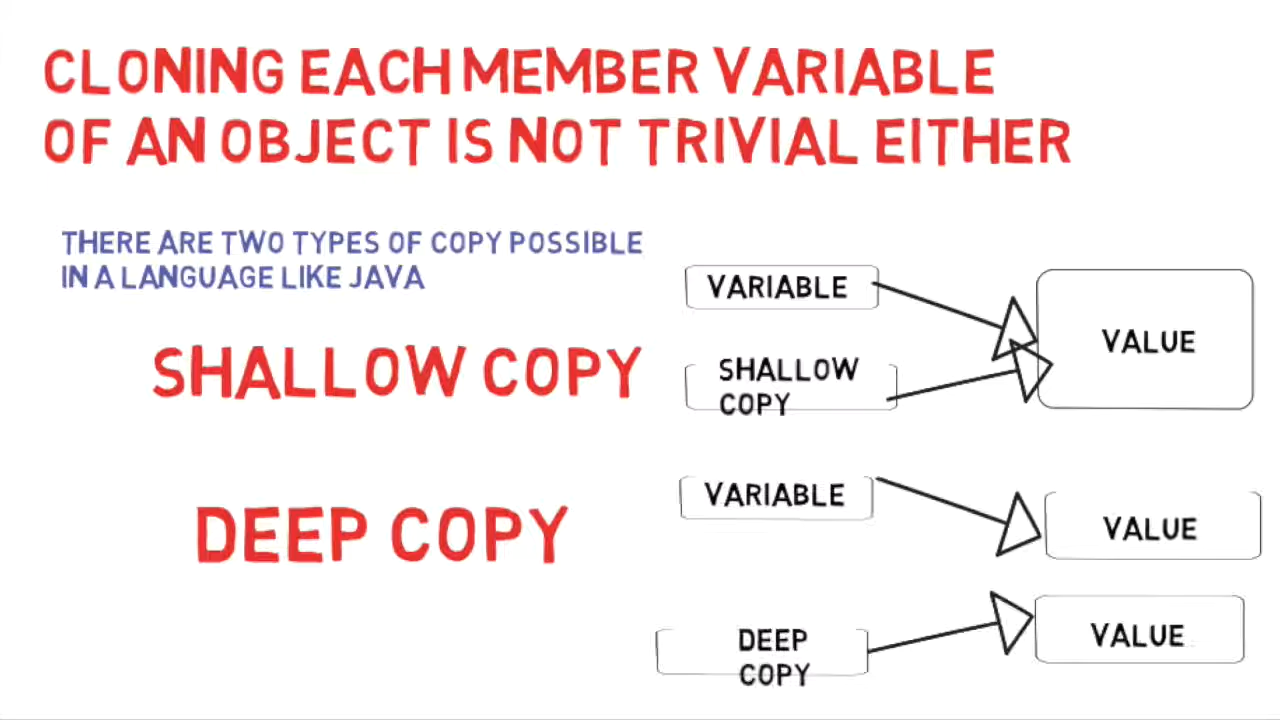 CLONING EACH MEMBER VARIABLE
OF AN OBJECT IS NOT TRIVIAL EITHER
THERE ARE TWO TYPES OF COPY POSSIBLE
IN A LANGUAGE LIKE JAVA
SHALLOW COPY
VARIABLE
SHALLOW
COPY
VALUE
DEEP COPY
VARIABLE
VALUE
DEEP
COPY
VALUE